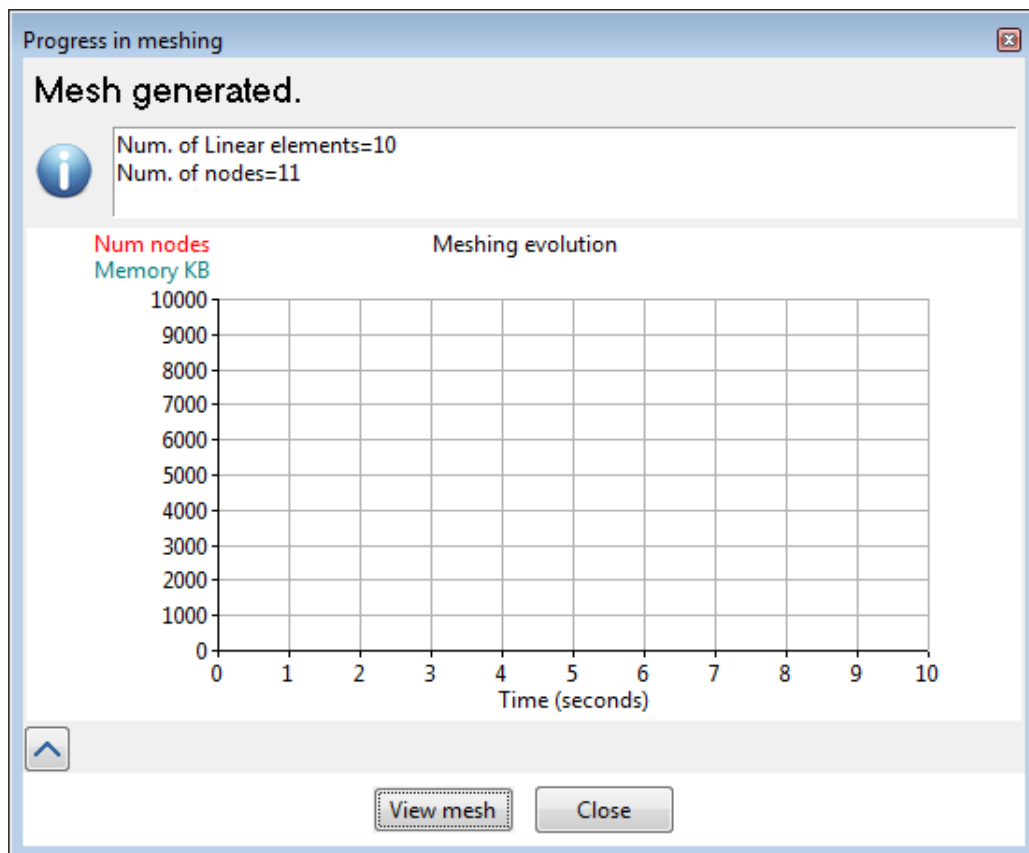 Progress in meshing
Mesh generated.
Num. of Linear elements=10
Num. of nodes=11
Num nodes
Meshing evolution
Memory KB
10000
9000
8000
7000
6000
5000
4000
3000
2000
1000
0
0 1 2 3 4 5 6 7 8 9 10
Time (seconds)
View mesh
Close